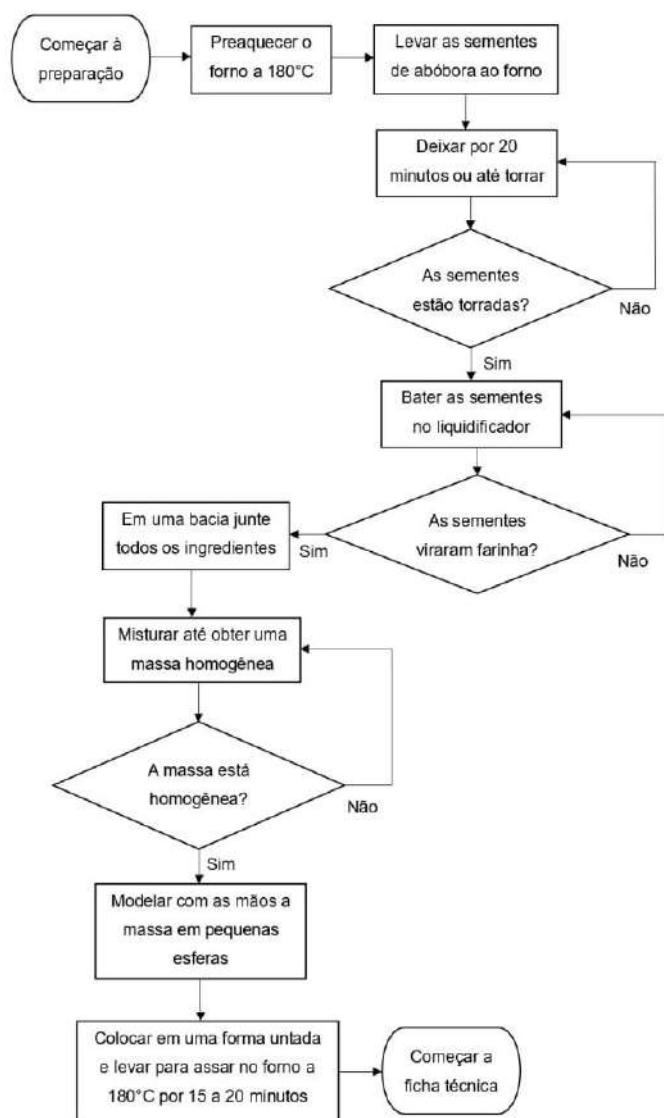 Começar à
preparação
Preaquecer o
forno a 180°C
Levar as sementes
de abóbora ao forno
Deixar por 20
minutos ou até torrar
As sementes
estão torradas?
Não
Sim
Bater as sementes
no liquidificador
As sementes
viraram farinha?
Não
Sim
Em uma bacia junte
todos os ingredientes
Misturar até obter uma
massa homogênea
A massa está
homogênea?
Não
Sim
Modelar com as mãos a
massa em pequenas
esferas
Colocar em uma forma untada
e levar para assar no forno a
180°C por 15 a 20 minutos
Começar a
ficha técnica